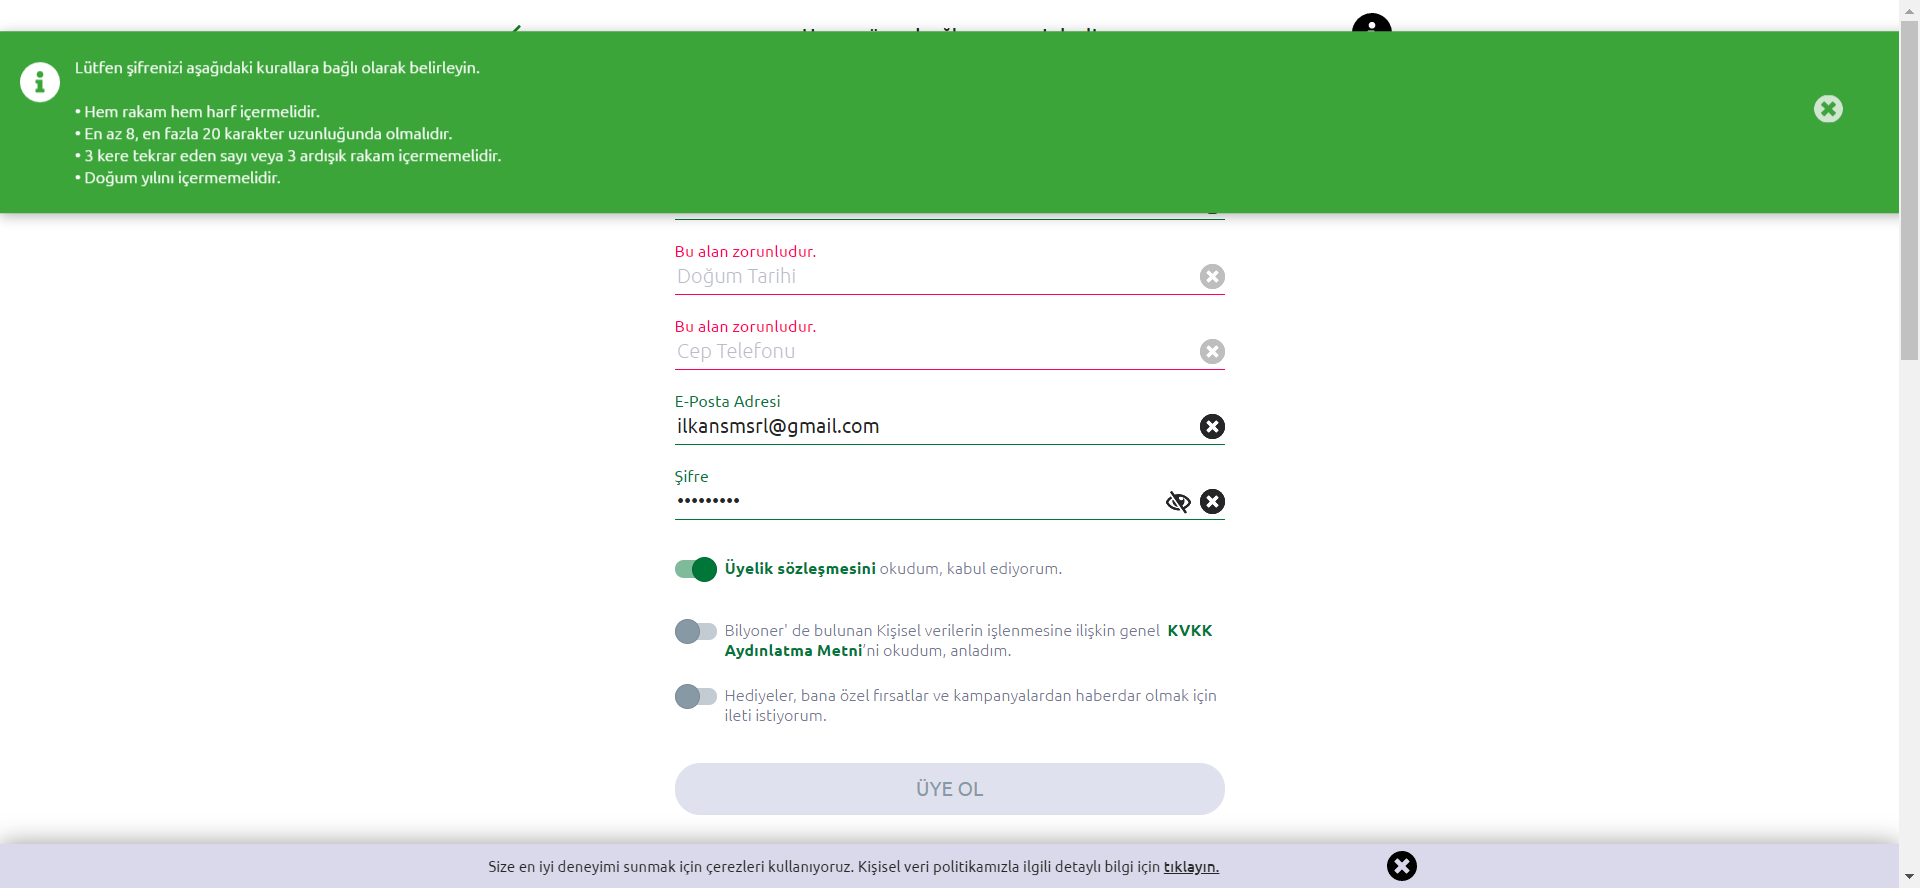 Lütfen şifrenizi aşağıdaki kurallara bağlı olarak belirleyin.
• Hem rakam hem harf içermelidir.
• En az 8, en fazla 20 karakter uzunluğunda olmalıdır.
• 3 kere tekrar eden sayı veya 3 ardışık rakam içermemelidir.
• Doğum yılını içermemelidir.
Bu alan zorunludur.
Doğum Tarihi
Bu alan zorunludur.
Cep Telefonu
E-Posta Adresi
ilkansmsrl@gmail.com
Şifre
•••••••••
Üyelik sözleşmesini okudum, kabul ediyorum.
Bilyoner' de bulunan Kişisel verilerin işlenmesine ilişkin genel KVKK
Aydınlatma Metni’ni okudum, anladım.
Hediyeler, bana özel fırsatlar ve kampanyalardan haberdar olmak için
ileti istiyorum.
ÜYE OL
Size en iyi deneyimi sunmak için çerezleri kullanıyoruz. Kişisel veri politikamızla ilgili detaylı bilgi için tıklayın.